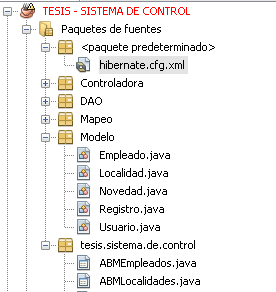 TESIS - SISTEMA DE CONTROL
Paquetes de fuentes
<paquete predeterminado>
hibernate.cfg.xml
Controladora
DAO
Mapeo
Modelo
Empleado.java
Localidad.java
Novedad.java
Registro.java
Usuario.java
tesis.sistema.de.control
ABMEmpleados.java
ABMLocalidades.java